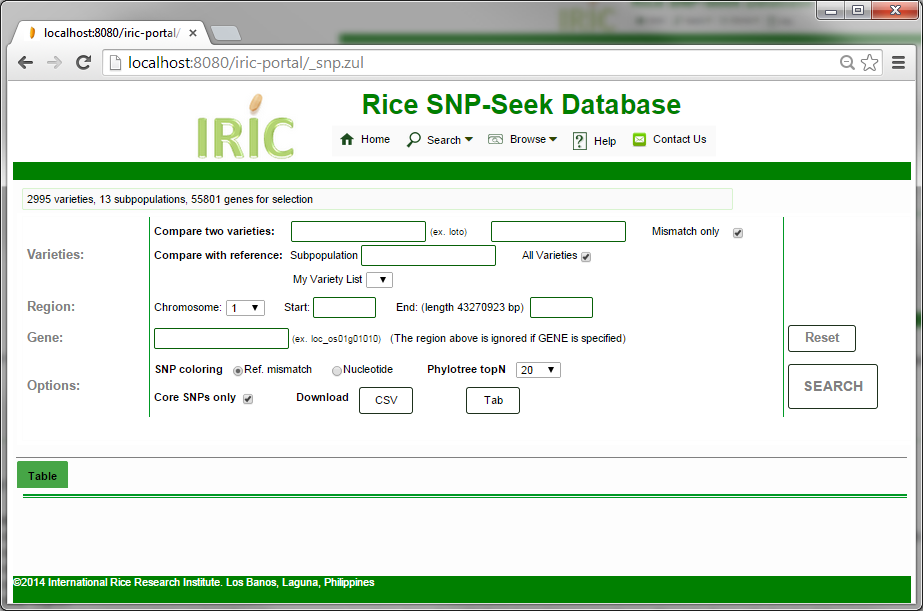 localhost:8080/iric-portal/
localhost:8080/iric-portal/_snp.zul
IRIC
Rice SNP-Seek Database
Home Search Browse Help Contact Us
2995 varieties, 13 subpopulations, 55801 genes for selection
Compare two varieties: (ex. loto) Mismatch only
Varieties: Compare with reference: Subpopulation All Varieties
My Variety List
Region: Chromosome: 1 Start: End: (length 43270923 bp)
Gene: (ex. loc_os01g01010) (The region above is ignored if GENE is specified) Reset
SNP coloring Ref. mismatch Nucleotide Phylotree topN 20
Options: SEARCH
Core SNPs only Download CSV Tab
Table
©2014 International Rice Research Institute. Los Banos, Laguna, Philippines